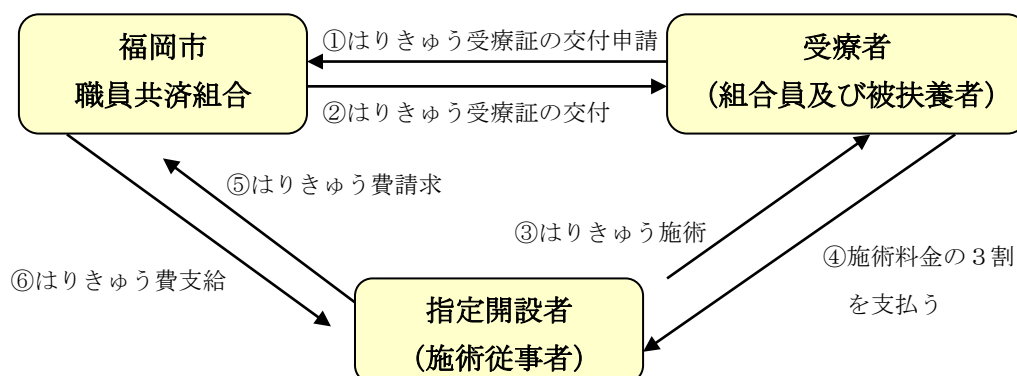 福岡市
職員共済組合
①はりきゅう受療証の交付申請
②はりきゅう受療証の交付
受療者
（組合員及び被扶養者）
⑤はりきゅう費請求
③はりきゅう施術
⑥はりきゅう費支給
④施術料金の３割
を支払う
指定開設者
（施術従事者）